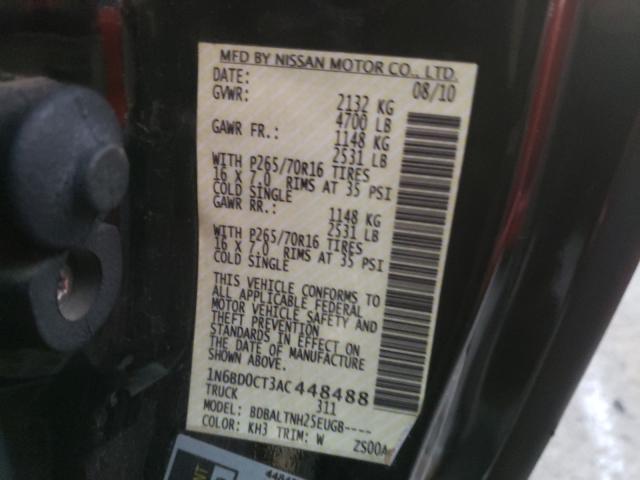 MFD BY NISSAN MOTOR CO., LTD.
DATE: 08/10
GVWR: 2132 KG
4700 LB
GAWR FR.: 1148 KG
2531 LB
WITH P265/70R16 TIRES
16 X 7.0 RIMS AT 35 PSI
COLD SINGLE
GAWR RR.: 1148 KG
2531 LB
WITH P265/70R16 TIRES
16 X 7.0 RIMS AT 35 PSI
COLD SINGLE
THIS VEHICLE CONFORMS TO
ALL APPLICABLE FEDERAL
MOTOR VEHICLE SAFETY AND
THEFT PREVENTION
STANDARDS IN EFFECT ON
THE DATE OF MANUFACTURE
SHOWN ABOVE.
1N6BD0CT3AC448488
TRUCK 311
MODEL: BDBALTNH25EUGB----
COLOR: KH3 TRIM: W ZS00A